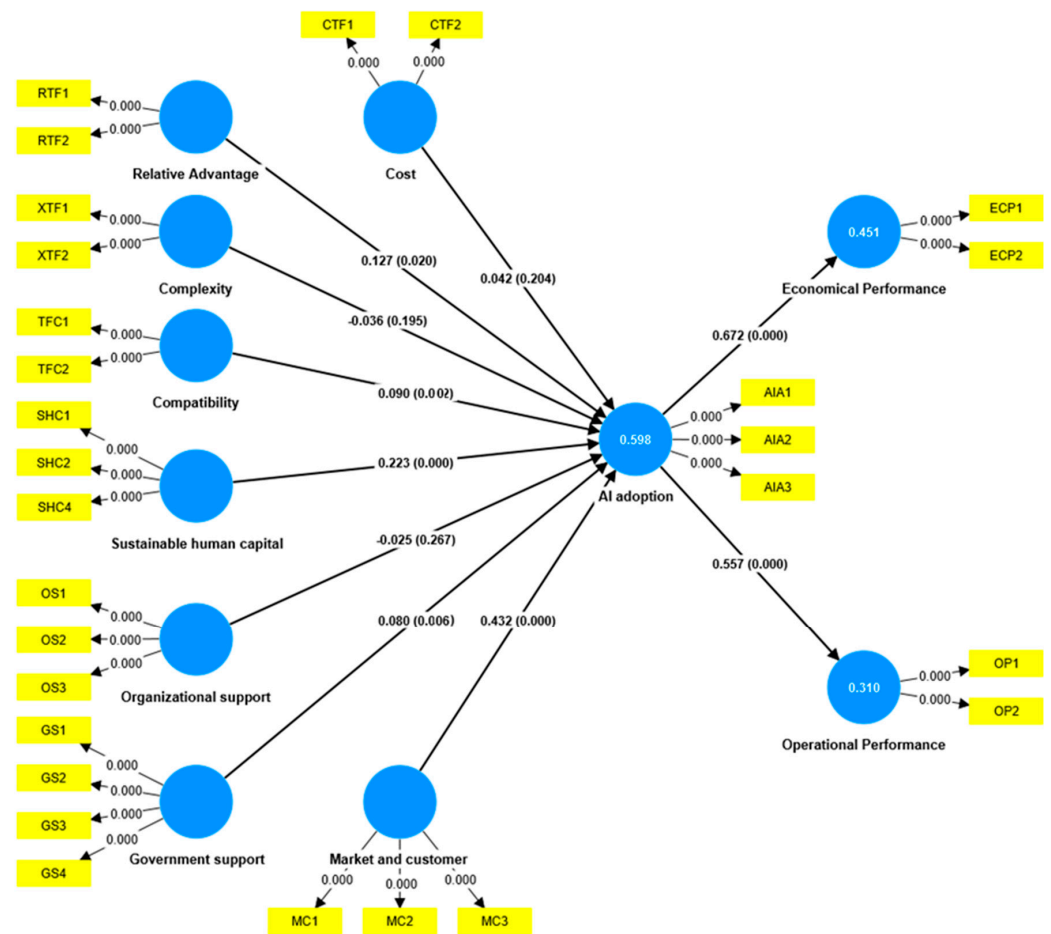 CTF1
CTF2
0.000
0.000
Cost
RTF1
RTF2
0.000
0.000
Relative Advantage
XTF1
XTF2
0.000
0.000
Complexity
TFC1
TFC2
0.000
0.000
Compatibility
SHC1
SHC2
SHC4
0.000
0.000
0.000
Sustainable human capital
OS1
OS2
OS3
0.000
0.000
0.000
Organizational support
GS1
GS2
GS3
GS4
0.000
0.000
0.000
0.000
Government support
Market and customer
0.000
0.000
0.000
MC1
MC2
MC3
0.127 (0.020)
0.042 (0.204)
-0.036 (0.195)
0.090 (0.002)
0.223 (0.000)
-0.025 (0.267)
0.080 (0.006)
0.432 (0.000)
0.598
AI adoption
0.000
0.000
0.000
AIA1
AIA2
AIA3
0.672 (0.000)
0.557 (0.000)
0.451
Economical Performance
0.000
0.000
ECP1
ECP2
0.310
Operational Performance
0.000
0.000
OP1
OP2